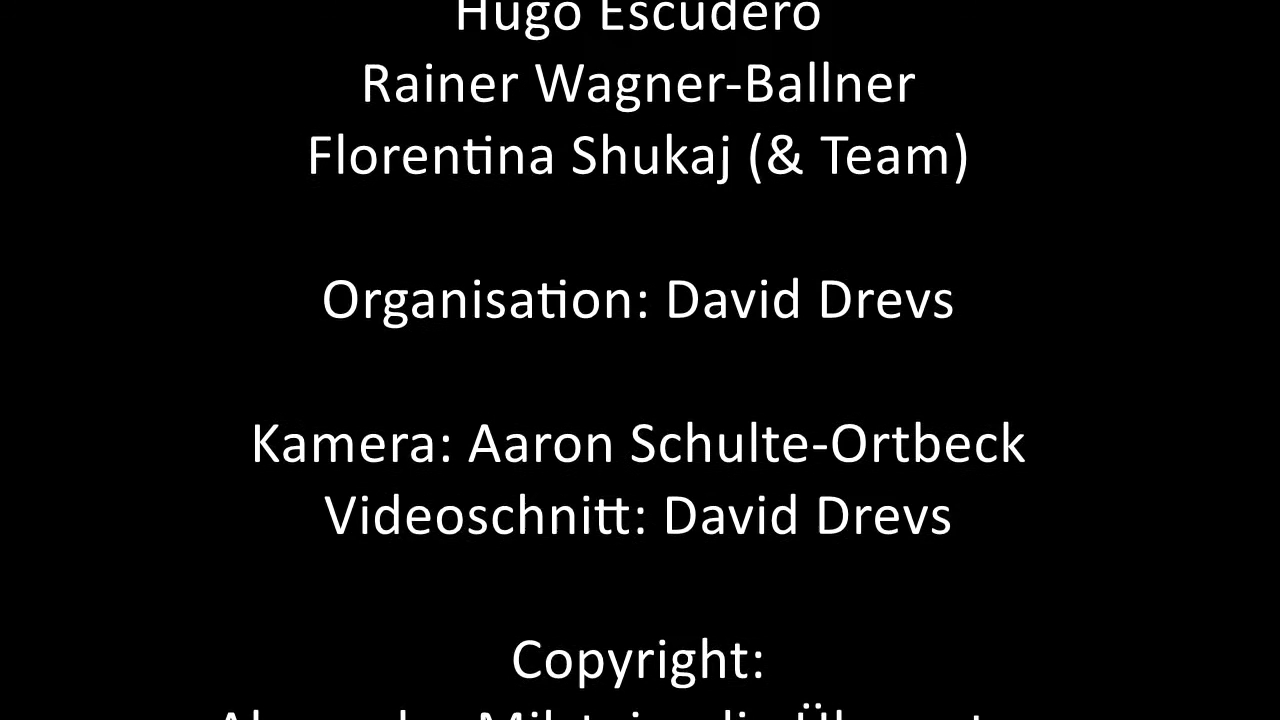 Hugo Escudero
Rainer Wagner-Ballner
Florentina Shukaj (& Team)
Organisation: David Drevs
Kamera: Aaron Schulte-Ortbeck
Videoschnitt: David Drevs
Copyright: